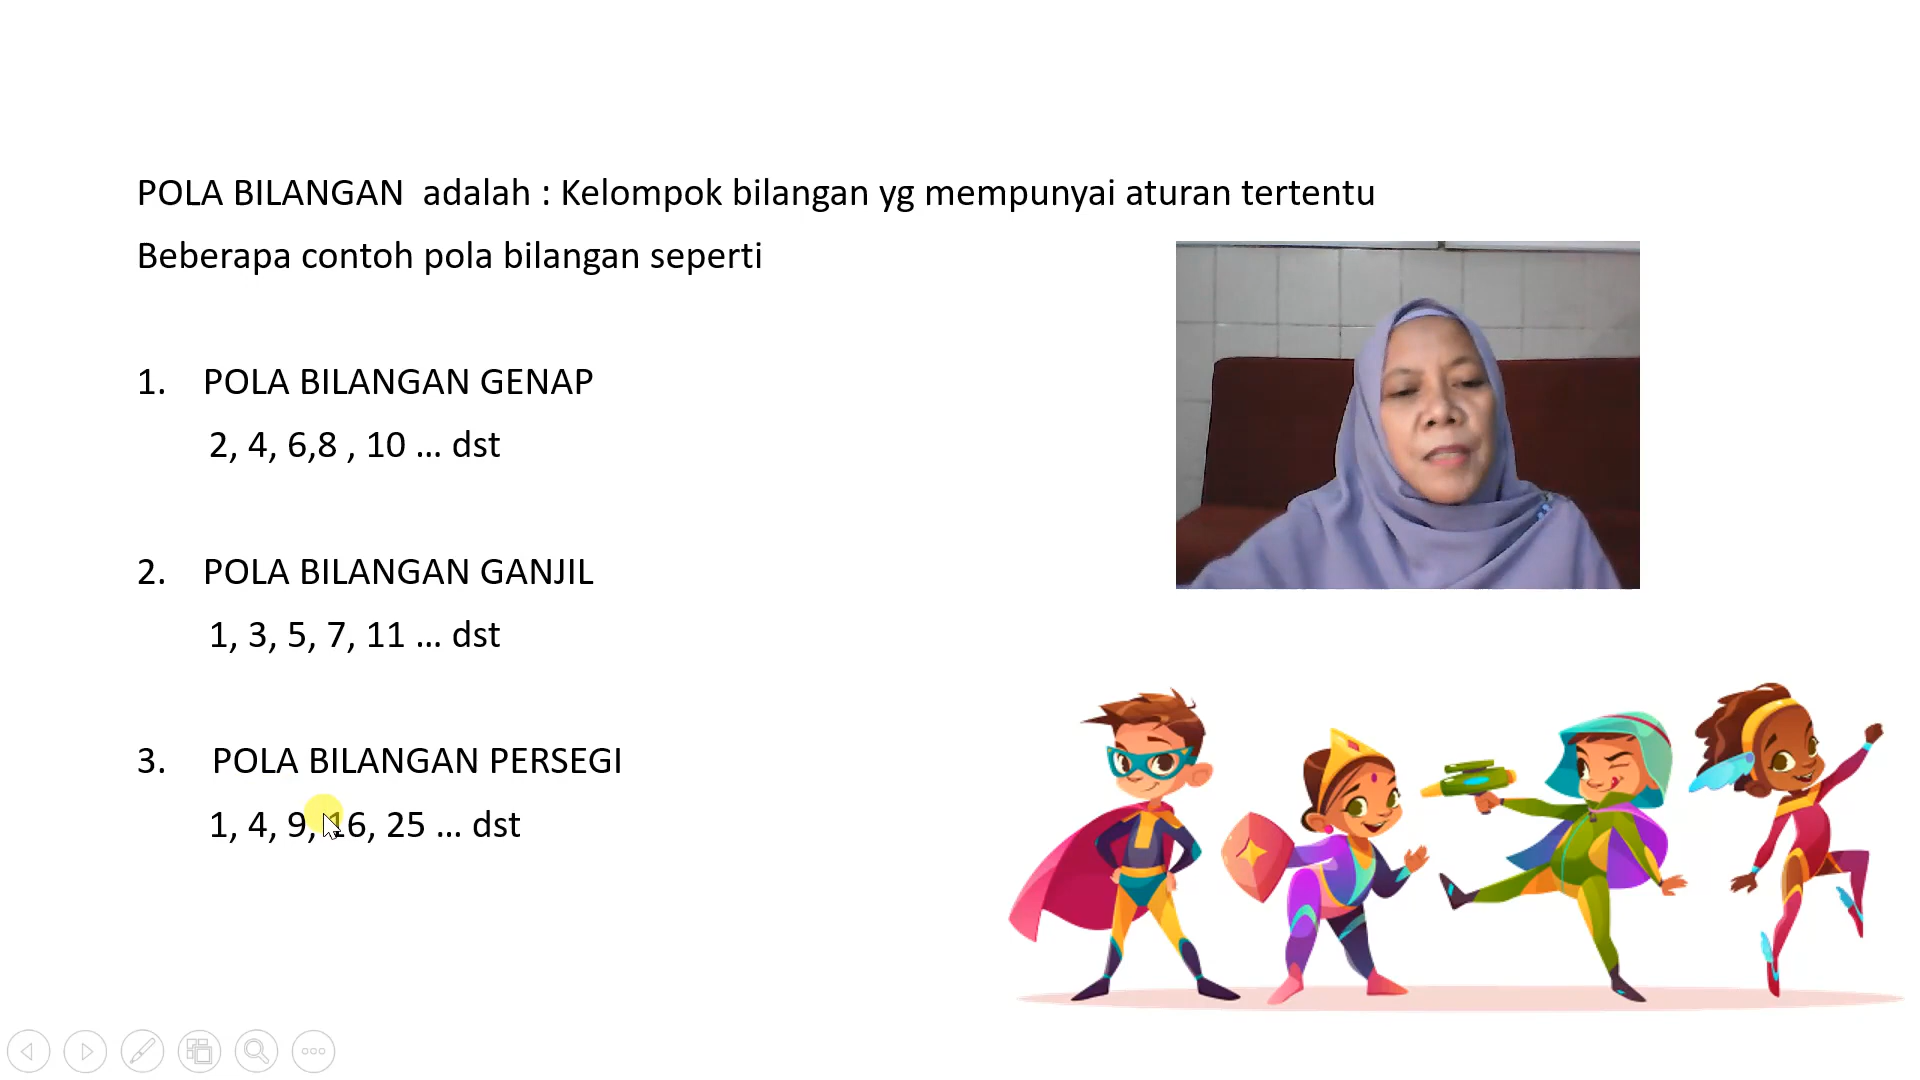 POLA BILANGAN adalah : Kelompok bilangan yg mempunyai aturan tertentu
Beberapa contoh pola bilangan seperti
1. POLA BILANGAN GENAP
2, 4, 6,8 , 10 ... dst
2. POLA BILANGAN GANJIL
1, 3, 5, 7, 11 ... dst
3. POLA BILANGAN PERSEGI
1, 4, 9, 16, 25 ... dst